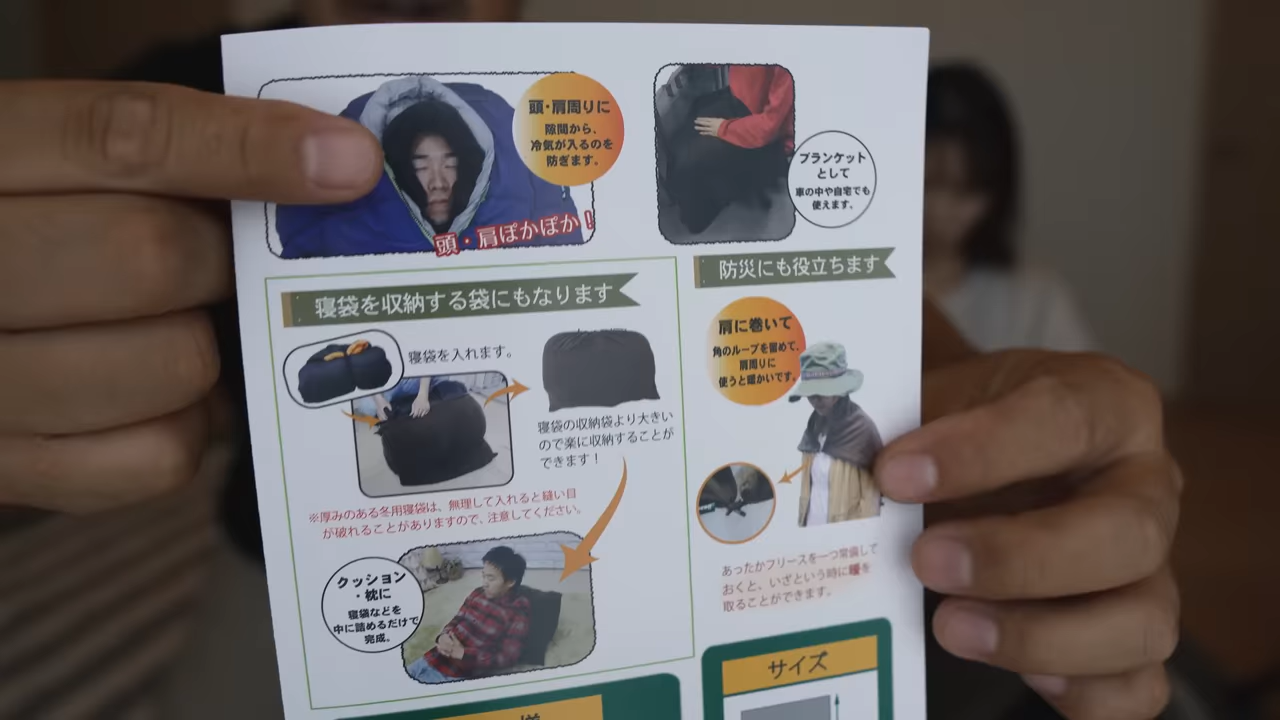 頭・肩周りに
隙間から、
冷気が入るのを
防ぎます。
頭・肩ぽかぽか！
ブランケット
として
車の中や自宅でも
使えます。
寝袋を収納する袋にもなります
寝袋を入れます。
寝袋の収納袋より大きい
ので楽に収納することが
できます！
※厚みのある冬用寝袋は、無理して入れると縫い目
が破れることがありますので、注意してください。
クッション
・枕に
寝袋などを
中に詰めるだけで
完成。
防災にも役立ちます
肩に巻いて
角のループを留めて、
肩周りに
使うと暖かいです。
あったかフリースを一つ常備して
おくと、いざという時に暖を
取ることができます。
サイズ